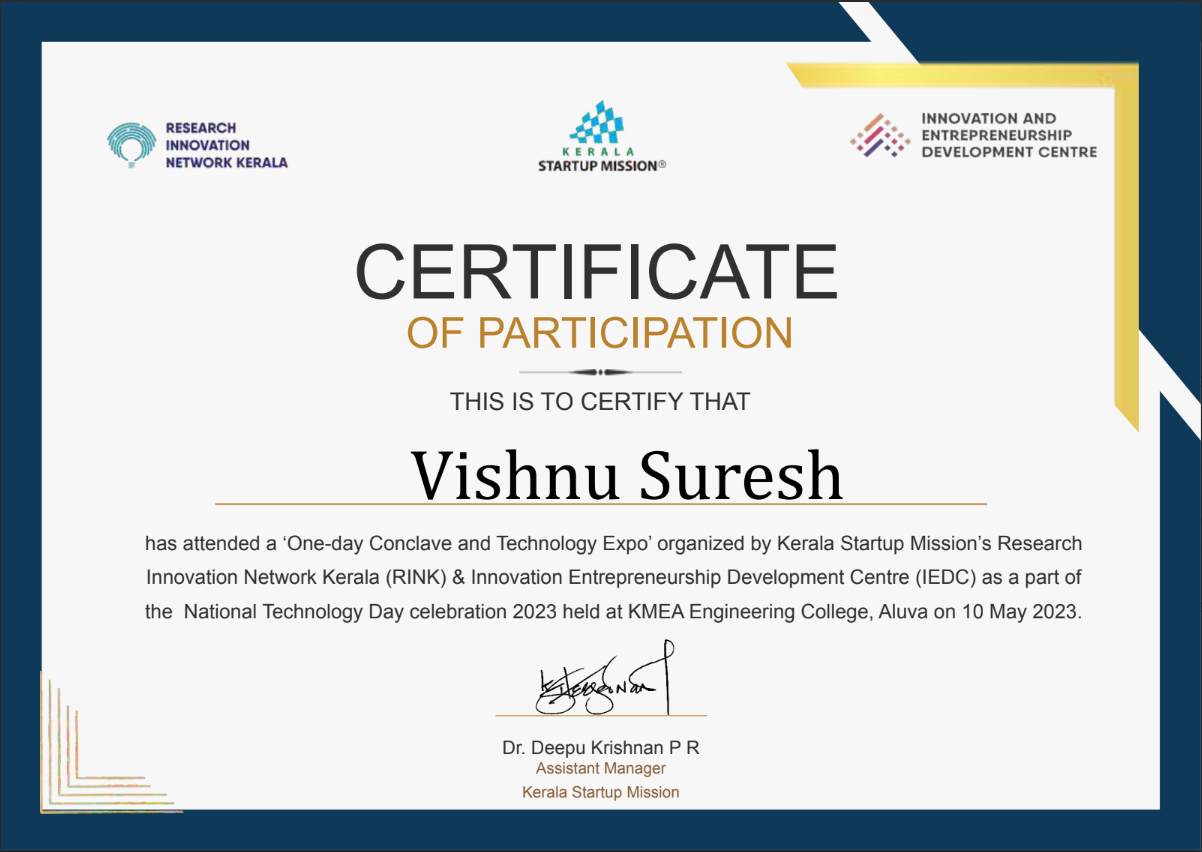 RESEARCH
INNOVATION
NETWORK KERALA
KERALA
STARTUP MISSION®
INNOVATION AND
ENTREPRENEURSHIP
DEVELOPMENT CENTRE
CERTIFICATE
OF PARTICIPATION
THIS IS TO CERTIFY THAT
Vishnu Suresh
has attended a ‘One-day Conclave and Technology Expo’ organized by Kerala Startup Mission’s Research
Innovation Network Kerala (RINK) & Innovation Entrepreneurship Development Centre (IEDC) as a part of
the National Technology Day celebration 2023 held at KMEA Engineering College, Aluva on 10 May 2023.
Dr. Deepu Krishnan P R
Assistant Manager
Kerala Startup Mission